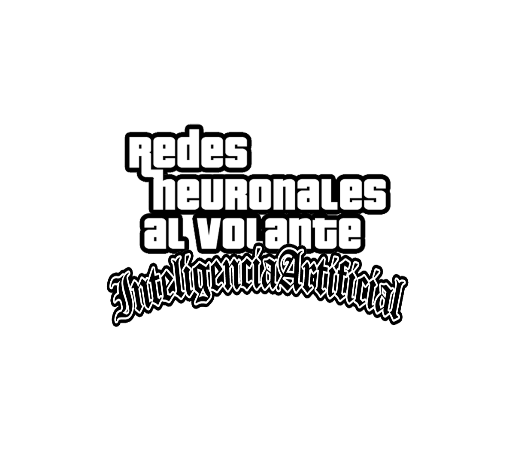 Redes
neuronales
al volante
InteligenciaArtificial